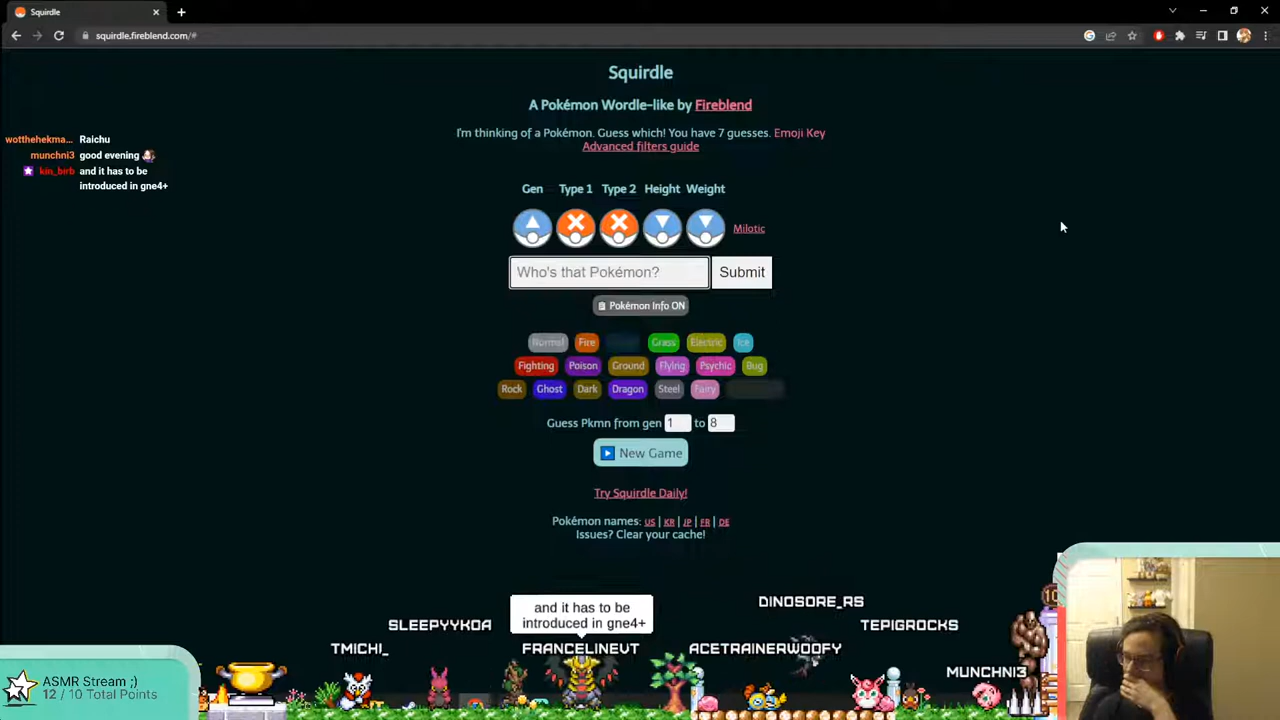 Squirdle
squirdle.fireblend.com/#
Squirdle
A Pokémon Wordle-like by Fireblend
I'm thinking of a Pokémon. Guess which! You have 7 guesses. Emoji Key
Advanced filters guide
wotthehekma... Raichu
munchni3 good evening
kin_birb and it has to be
introduced in gne4+
Gen Type 1 Type 2 Height Weight
Milotic
Who's that Pokémon? Submit
Pokémon Info ON
Normal Fire Grass Electric Ice
Fighting Poison Ground Flying Psychic Bug
Rock Ghost Dark Dragon Steel Fairy
Guess Pkmn from gen 1 to 8
New Game
Try Squirdle Daily!
Pokémon names: US | KR | JP | FR | DE
Issues? Clear your cache!
and it has to be
introduced in gne4+
DINOSORE_RS
SLEEPYYKOA
TEPIGROCKS
TMICHI_
FRANCELINEVT
ACETRAINERWOOFY
MUNCHNI3
ASMR Stream ;)
12 / 10 Total Points